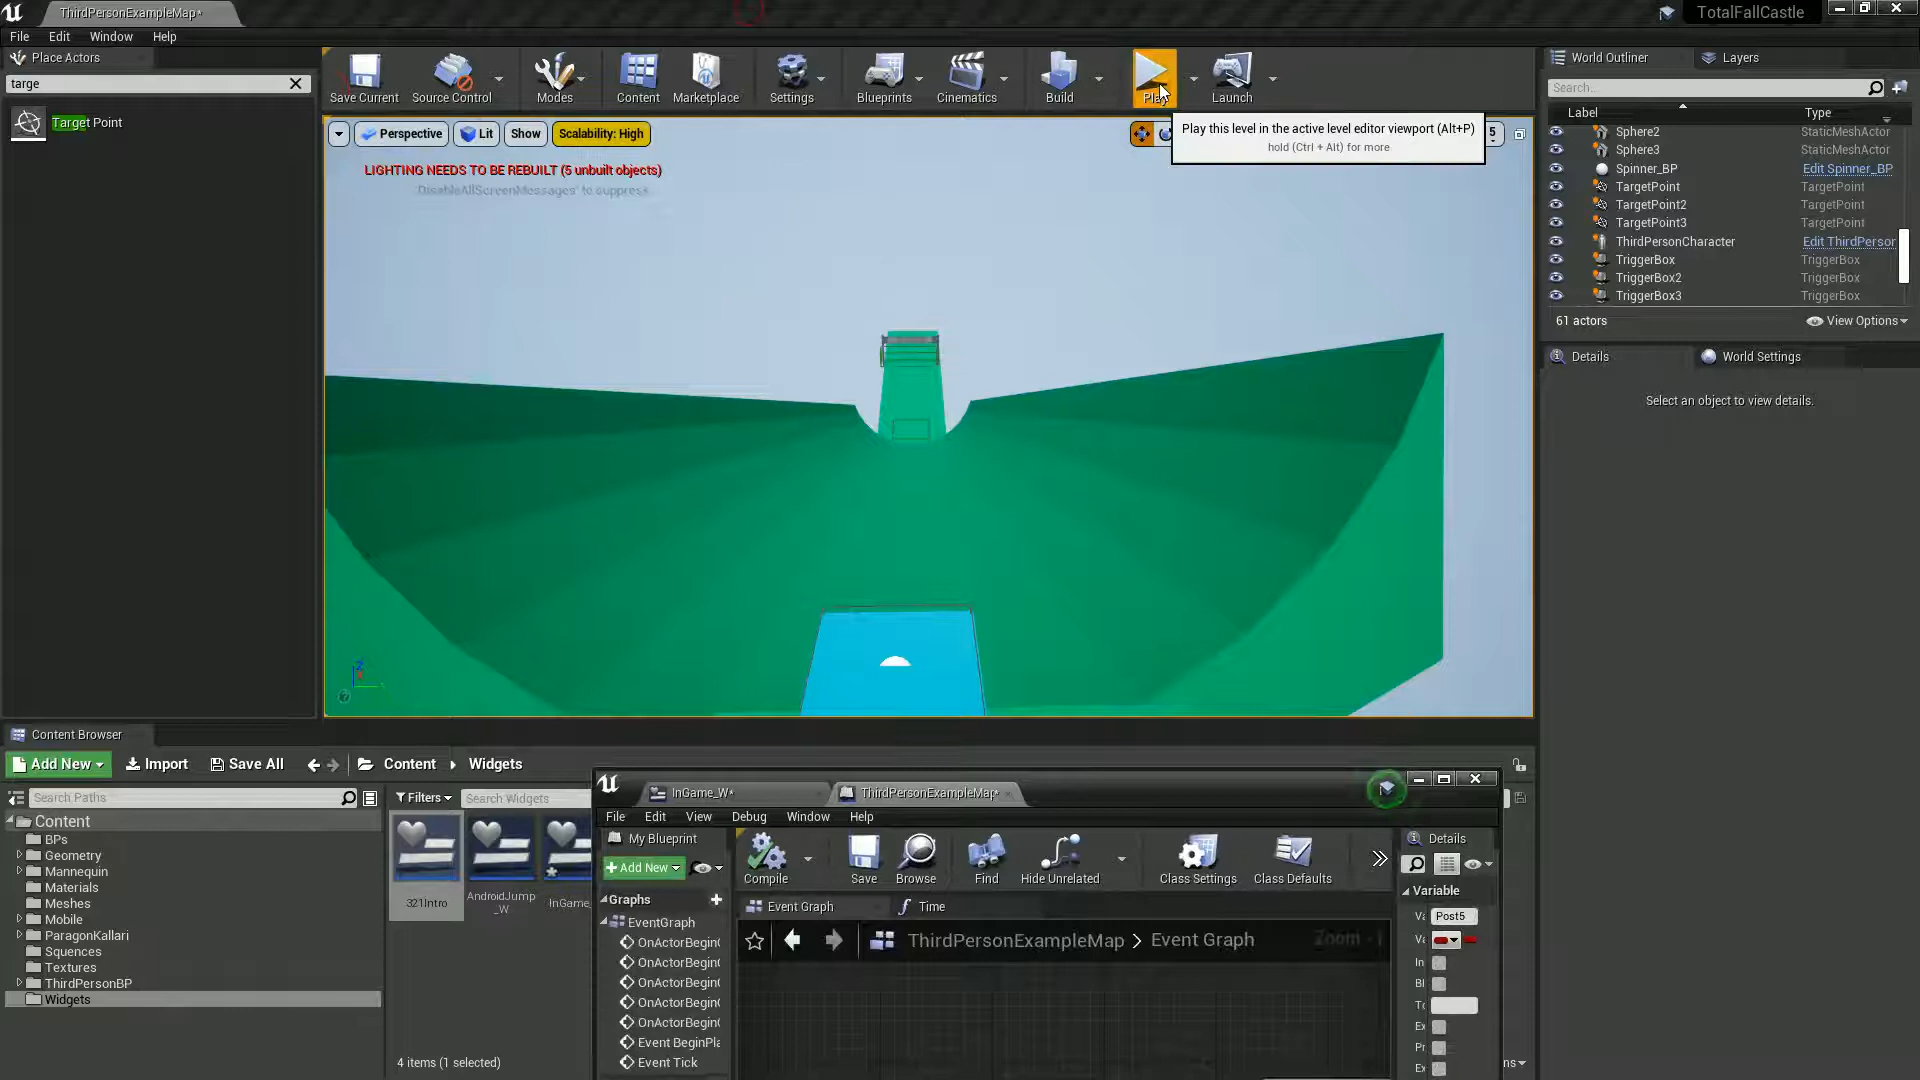 ThirdPersonExampleMap*
TotalFallCastle
File Edit Window Help
Place Actors
targe
Target Point
Save Current
Source Control
Modes
Content
Marketplace
Settings
Blueprints
Cinematics
Build
Play
Launch
Perspective
Lit
Show
Scalability: High
5
Play this level in the active level editor viewport (Alt+P)
hold (Ctrl + Alt) for more
LIGHTING NEEDS TO BE REBUILT (5 unbuilt objects)
'DisableAllScreenMessages' to suppress
World Outliner
Layers
Search...
Label Type
Sphere2 StaticMeshActor
Sphere3 StaticMeshActor
Spinner_BP Edit Spinner_BP
TargetPoint TargetPoint
TargetPoint2 TargetPoint
TargetPoint3 TargetPoint
ThirdPersonCharacter Edit ThirdPerson
TriggerBox TriggerBox
TriggerBox2 TriggerBox
TriggerBox3 TriggerBox
61 actors
View Options
Details
World Settings
Select an object to view details.
Content Browser
Add New
Import
Save All
Content
Widgets
Search Paths
Filters
Search Widgets
Content
BPs
Geometry
Mannequin
Materials
Meshes
Mobile
ParagonKallari
Squences
Textures
ThirdPersonBP
Widgets
321Intro
AndroidJump
_W
InGame_
4 items (1 selected)
InGame_W*
ThirdPersonExampleMap*
File Edit View Debug Window Help
My Blueprint
Add New
Graphs
EventGraph
OnActorBegin
OnActorBegin
OnActorBegin
OnActorBegin
OnActorBegin
Event BeginPla
Event Tick
Compile
Save
Browse
Find
Hide Unrelated
Class Settings
Class Defaults
Event Graph
Time
ThirdPersonExampleMap > Event Graph
Zoom -
Details
Variable
Post5
In
Bl
Ex
Ex
ns